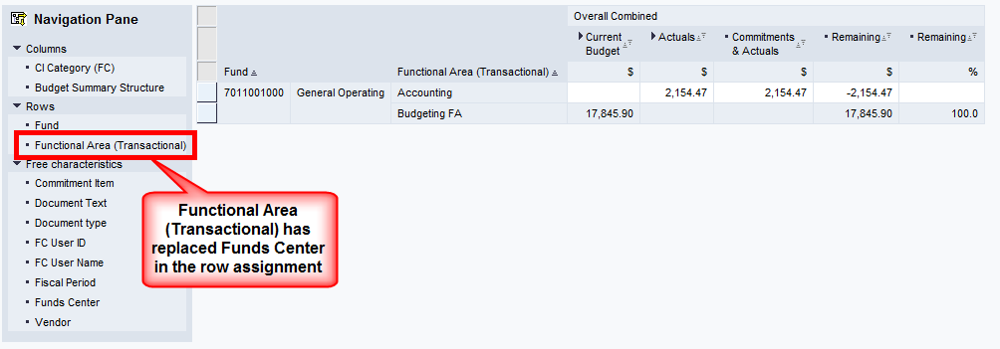 Navigation Pane
Columns
CI Category (FC)
Budget Summary Structure
Rows
Fund
Functional Area (Transactional)
Free characteristics
Commitment Item
Document Text
Document type
FC User ID
FC User Name
Fiscal Period
Funds Center
Vendor
Functional Area
(Transactional) has
replaced Funds Center
in the row assignment
Overall Combined
Current Budget Actuals Commitments & Actuals Remaining Remaining
Fund Functional Area (Transactional) $ $ $ $ %
7011001000 General Operating Accounting 2,154.47 2,154.47 -2,154.47
Budgeting FA 17,845.90 17,845.90 100.0